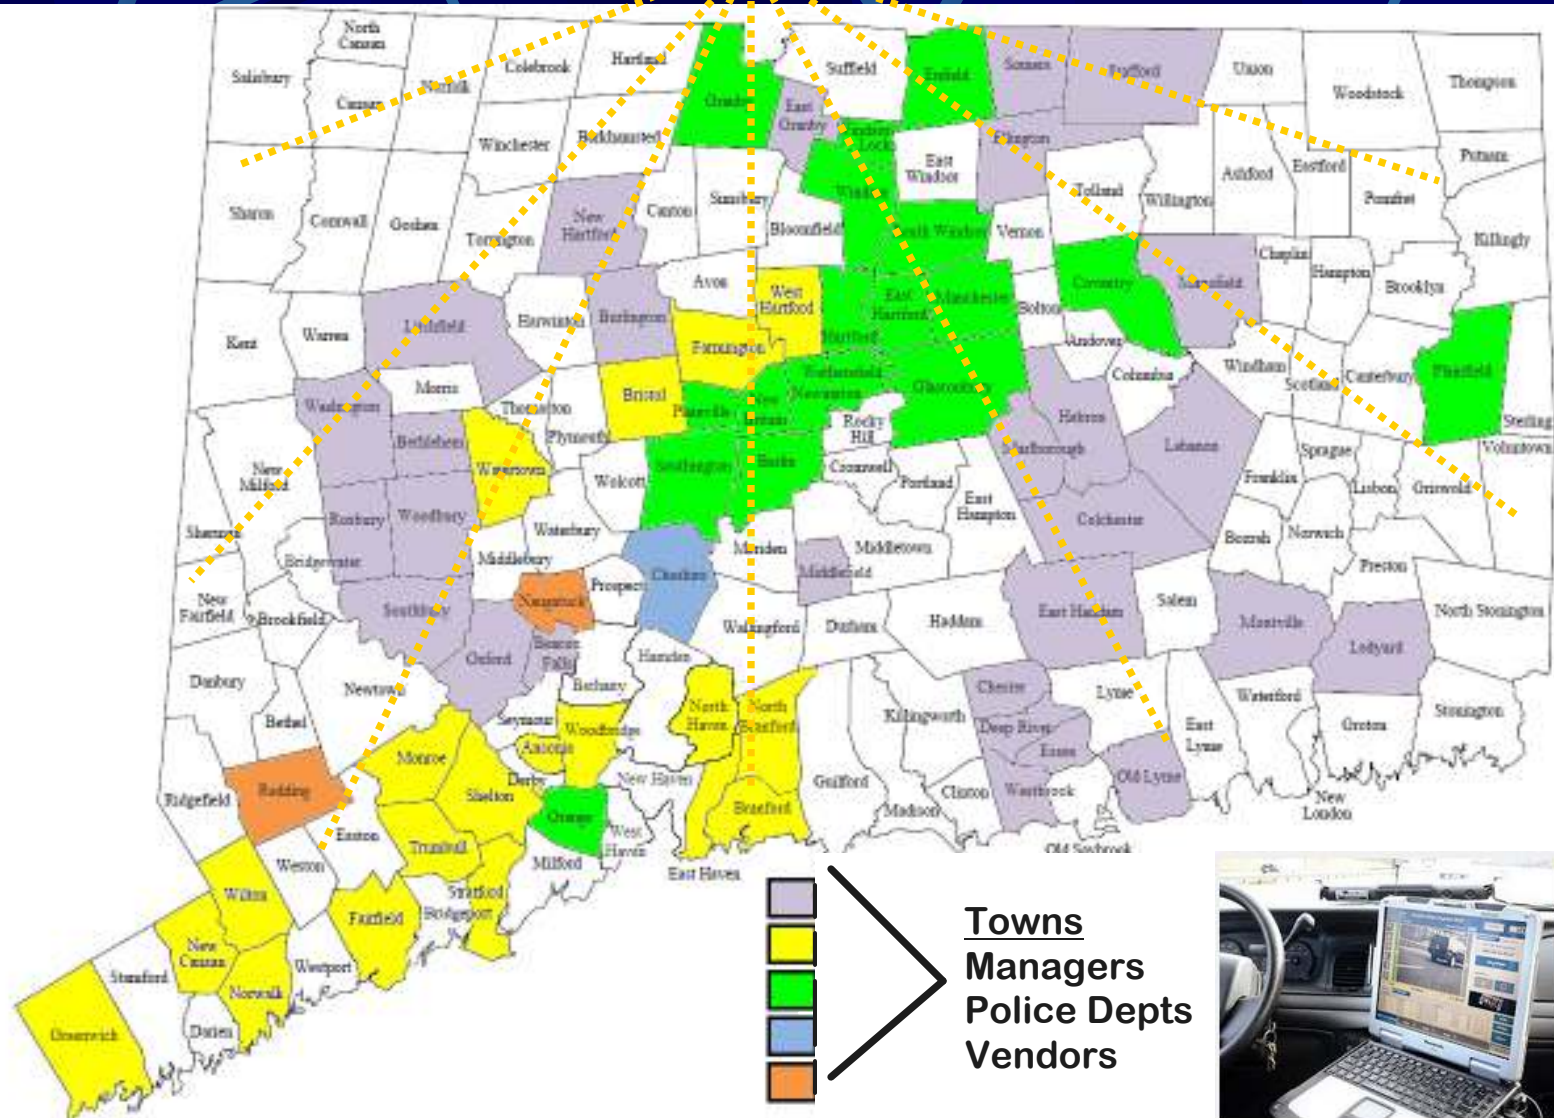 North
Canaan
Salisbury
Canaan
Norfolk
Colebrook
Hartland
Suffield
Enfield
Somers
Union
Woodstock
Thompson
East
Granby
Winchester
Barkhamsted
Ellington
East
Windsor
Putnam
Eastford
Ashford
Willington
Tolland
Pomfret
Sharon
Cornwall
Goshen
Torrington
New
Hartford
Canton
Simsbury
Bloomfield
Windsor
South Windsor
Vernon
Killingly
Chaplin
Hampton
Brooklyn
Coventry
Mansfield
Avon
West
Hartford
East
Hartford
Manchester
Bolton
Kent
Warren
Litchfield
Harwinton
Burlington
Farmington
Hartford
Andover
Columbia
Windham
Scotland
Canterbury
Plainfield
Sterling
Morris
Washington
Bethlehem
Thomaston
Plymouth
Bristol
Plainville
New
Britain
Newington
Glastonbury
Rocky
Hill
Hebron
Marlborough
Lebanon
Sprague
Voluntown
Franklin
Lisbon
Griswold
New
Milford
Watertown
Wolcott
Southington
Berlin
Cromwell
Portland
East
Hampton
Colchester
Bozrah
Norwich
Preston
Sherman
Roxbury
Woodbury
Waterbury
Middlebury
Bridgewater
Meriden
Middletown
Middlefield
Cheshire
Prospect
Naugatuck
New
Fairfield
Brookfield
Southbury
Oxford
Beacon
Falls
Wallingford
Durham
Haddam
East Haddam
Salem
Montville
Ledyard
North Stonington
Danbury
Bethel
Newtown
Seymour
Bethany
Hamden
Woodbridge
North
Haven
North
Branford
Killingworth
Chester
Deep River
Essex
Lyme
East
Lyme
Waterford
Groton
Stonington
Ridgefield
Redding
Monroe
Ansonia
Derby
Shelton
New Haven
Branford
Guilford
Madison
Clinton
Westbrook
Old Lyme
New
London
Old Saybrook
Easton
Weston
Trumbull
Orange
West
Haven
Milford
East Haven
Wilton
Fairfield
Stratford
Bridgeport
New
Canaan
Stamford
Norwalk
Westport
Darien
Greenwich
Towns
Managers
Police Depts
Vendors